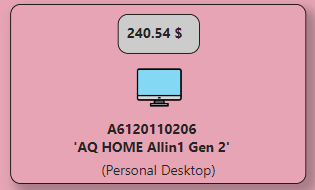 240.54 $
A6120110206
'AQ HOME Allin1 Gen 2'
(Personal Desktop)